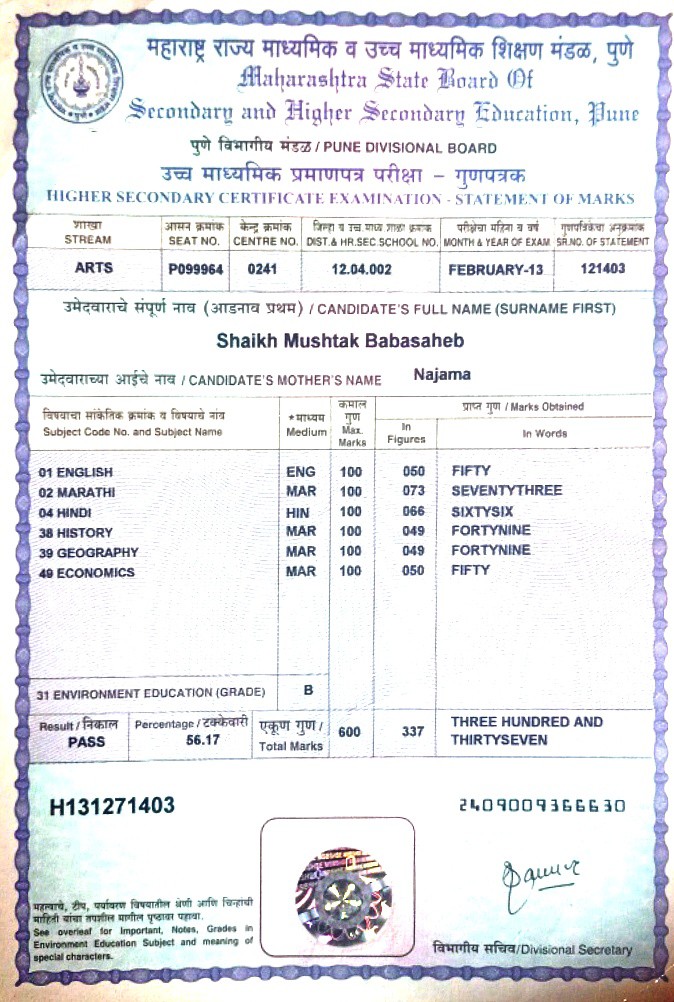 महाराष्ट्र राज्य माध्यमिक व उच्च माध्यमिक शिक्षण मंडळ, पुणे
Maharashtra State Board Of
Secondary and Higher Secondary Education, Pune
पुणे विभागीय मंडळ / PUNE DIVISIONAL BOARD
उच्च माध्यमिक प्रमाणपत्र परीक्षा - गुणपत्रक
HIGHER SECONDARY CERTIFICATE EXAMINATION - STATEMENT OF MARKS
शाखा आसन क्रमांक केन्द्र क्रमांक जिल्हा व उच्च माध्य शाळा क्रमांक परीक्षेचा महिना व वर्ष गुणपत्रिकेचा अनुक्रमांक
STREAM SEAT NO. CENTRE NO. DIST.& HR.SEC.SCHOOL NO. MONTH & YEAR OF EXAM SR.NO. OF STATEMENT
ARTS P099964 0241 12.04.002 FEBRUARY-13 121403
उमेदवाराचे संपूर्ण नाव (आडनाव प्रथम) / CANDIDATE'S FULL NAME (SURNAME FIRST)
Shaikh Mushtak Babasaheb
उमेदवाराच्या आईचे नाव / CANDIDATE'S MOTHER'S NAME Najama
विषयाचा सांकेतिक क्रमांक व विषयाचे नांव
Subject Code No. and Subject Name
*माध्यम
Medium
कमाल
गुण
Max.
Marks
प्राप्त गुण / Marks Obtained
In
Figures
In Words
01 ENGLISH ENG 100 050 FIFTY
02 MARATHI MAR 100 073 SEVENTYTHREE
04 HINDI HIN 100 066 SIXTYSIX
38 HISTORY MAR 100 049 FORTYNINE
39 GEOGRAPHY MAR 100 049 FORTYNINE
49 ECONOMICS MAR 100 050 FIFTY
31 ENVIRONMENT EDUCATION (GRADE) B
Result / निकाल
PASS
Percentage / टक्केवारी
56.17
एकूण गुण /
Total Marks
600 337
THREE HUNDRED AND
THIRTYSEVEN
H131271403 2409009366630
महत्वाचे, टीप, पर्यावरण विषयातील श्रेणी आणि चिन्हांची
माहिती यांचा तपशील मागील पृष्ठावर पहावा.
See overleaf for Important, Notes, Grades in
Environment Education Subject and meaning of
special characters.
विभागीय सचिव/Divisional Secretary